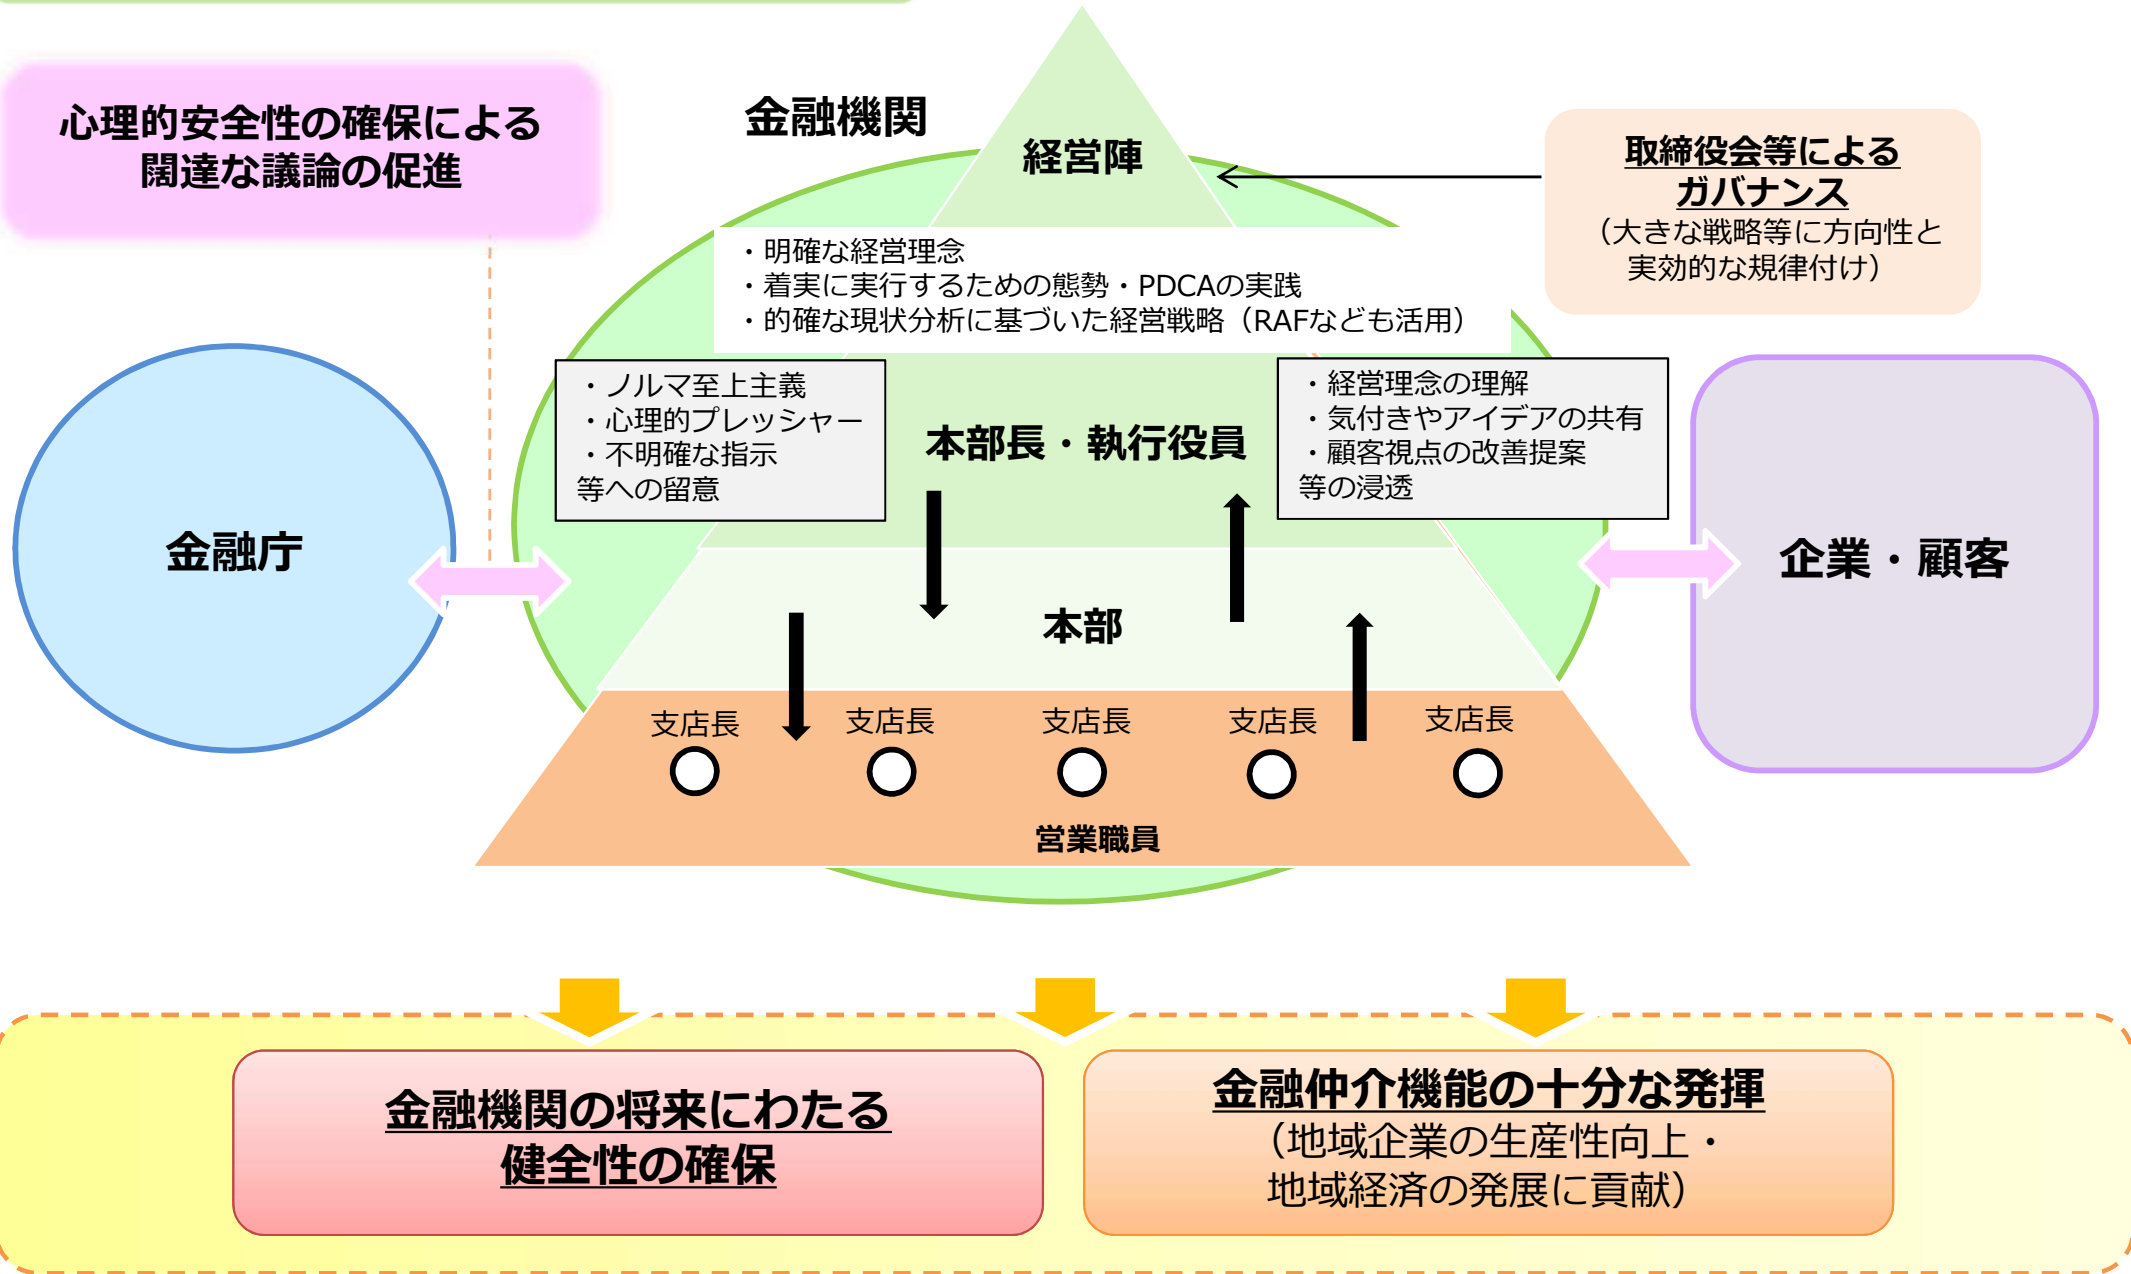 心理的安全性の確保による
闊達な議論の促進
金融機関
経営陣
取締役会等による
ガバナンス
（大きな戦略等に方向性と
実効的な規律付け）
・明確な経営理念
・着実に実行するための態勢・PDCAの実践
・的確な現状分析に基づいた経営戦略（RAFなども活用）
・ノルマ至上主義
・心理的プレッシャー
・不明確な指示
等への留意
本部長・執行役員
・経営理念の理解
・気付きやアイデアの共有
・顧客視点の改善提案
等の浸透
金融庁
企業・顧客
本部
支店長
支店長
支店長
支店長
支店長
営業職員
金融機関の将来にわたる
健全性の確保
金融仲介機能の十分な発揮
（地域企業の生産性向上・
地域経済の発展に貢献）